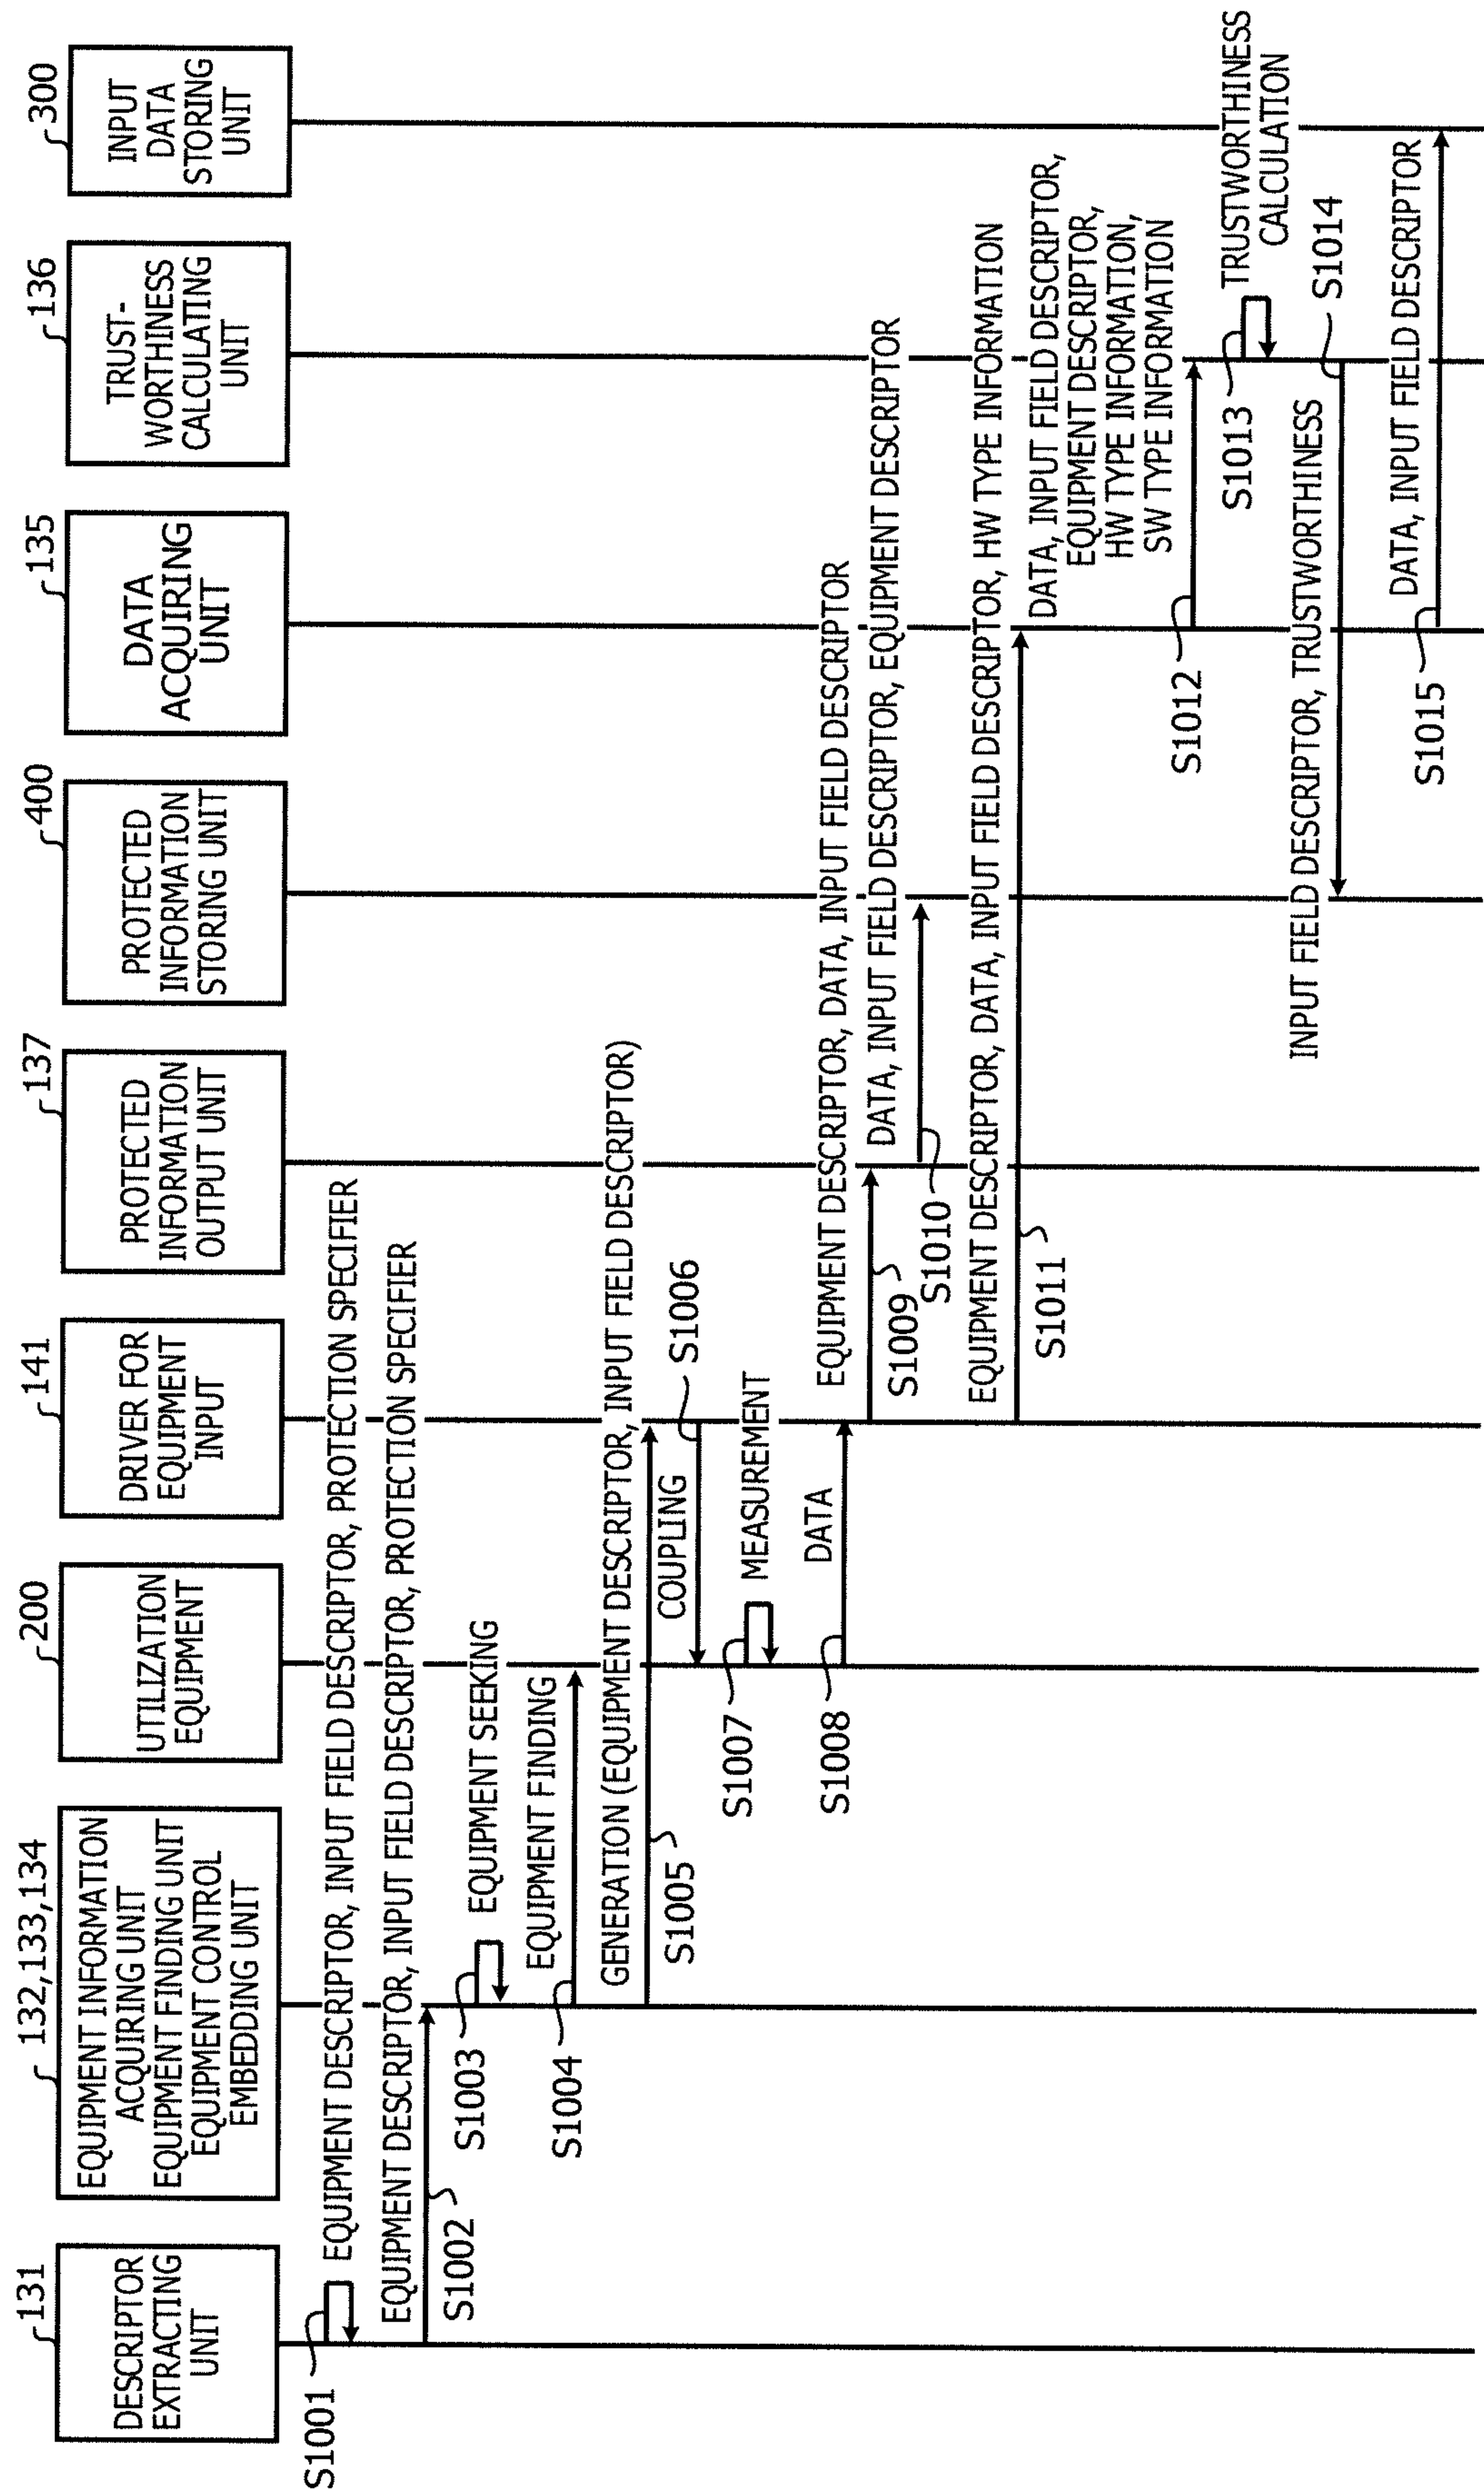 131
DESCRIPTOR
EXTRACTING
UNIT
132,133,134
EQUIPMENT INFORMATION
ACQUIRING UNIT
EQUIPMENT FINDING UNIT
EQUIPMENT CONTROL
EMBEDDING UNIT
200
UTILIZATION
EQUIPMENT
141
DRIVER FOR
EQUIPMENT
INPUT
137
PROTECTED
INFORMATION
OUTPUT UNIT
400
PROTECTED
INFORMATION
STORING UNIT
135
DATA
ACQUIRING
UNIT
136
TRUST-
WORTHINESS
CALCULATING
UNIT
300
INPUT
DATA
STORING
UNIT
S1001
EQUIPMENT DESCRIPTOR, INPUT FIELD DESCRIPTOR, PROTECTION SPECIFIER
EQUIPMENT DESCRIPTOR, INPUT FIELD DESCRIPTOR, PROTECTION SPECIFIER
S1002
S1003
EQUIPMENT SEEKING
EQUIPMENT FINDING
S1004
GENERATION (EQUIPMENT DESCRIPTOR, INPUT FIELD DESCRIPTOR)
S1005
COUPLING
S1006
S1007
MEASUREMENT
DATA
S1008
EQUIPMENT DESCRIPTOR, DATA, INPUT FIELD DESCRIPTOR
S1009
DATA, INPUT FIELD DESCRIPTOR, EQUIPMENT DESCRIPTOR
S1010
EQUIPMENT DESCRIPTOR, DATA, INPUT FIELD DESCRIPTOR, HW TYPE INFORMATION
S1011
DATA, INPUT FIELD DESCRIPTOR,
EQUIPMENT DESCRIPTOR,
HW TYPE INFORMATION,
SW TYPE INFORMATION
S1012
S1013
TRUSTWORTHINESS
CALCULATION
INPUT FIELD DESCRIPTOR, TRUSTWORTHINESS
S1014
DATA, INPUT FIELD DESCRIPTOR
S1015